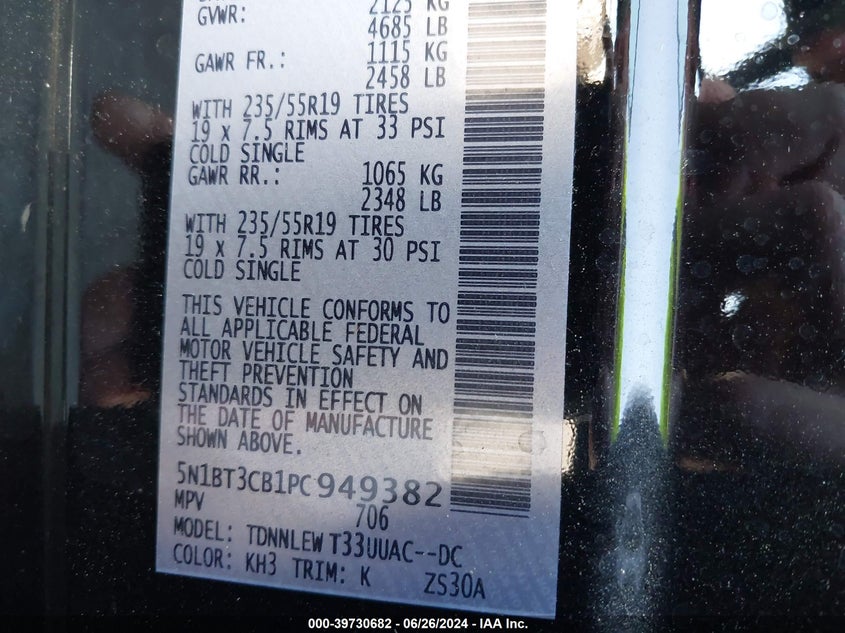 GVWR: 2125 KG
4685 LB
GAWR FR.: 1115 KG
2458 LB
WITH 235/55R19 TIRES
19 x 7.5 RIMS AT 33 PSI
COLD SINGLE
GAWR RR.: 1065 KG
2348 LB
WITH 235/55R19 TIRES
19 x 7.5 RIMS AT 30 PSI
COLD SINGLE
THIS VEHICLE CONFORMS TO
ALL APPLICABLE FEDERAL
MOTOR VEHICLE SAFETY AND
THEFT PREVENTION
STANDARDS IN EFFECT ON
THE DATE OF MANUFACTURE
SHOWN ABOVE.
5N1BT3CB1PC949382
MPV 706
MODEL: TDNNLEW T33UUAC--DC
COLOR: KH3 TRIM: K ZS30A
000-39730682 - 06/26/2024 - IAA Inc.